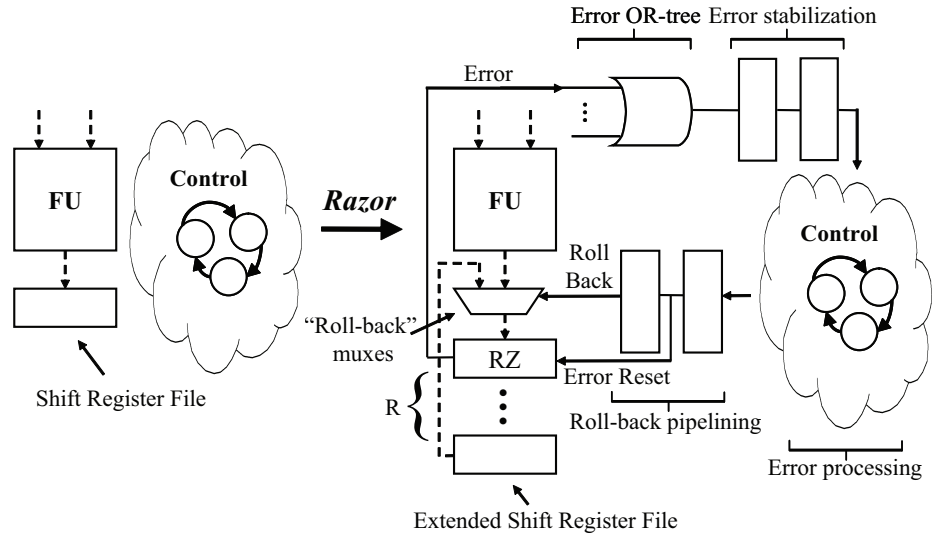 Error OR-tree
Error stabilization
Error
FU
Control
Razor
FU
Control
Roll
Back
"Roll-back"
muxes
RZ
Error Reset
Shift Register File
R
Roll-back pipelining
Error processing
Extended Shift Register File